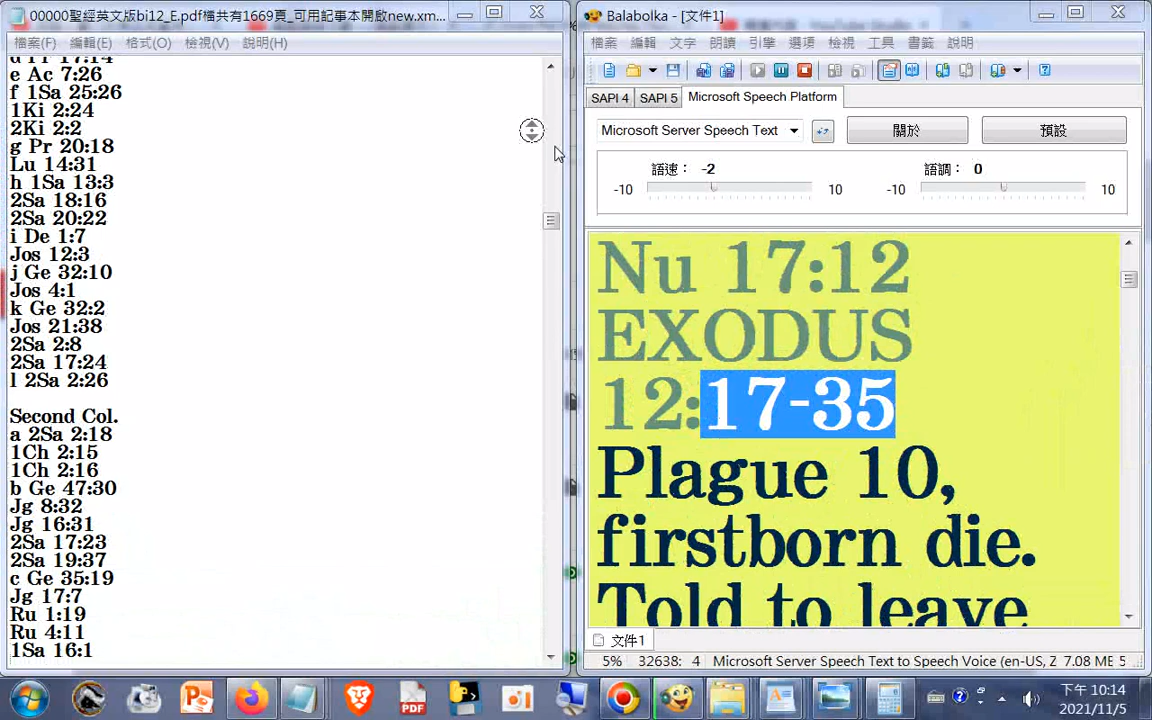 00000聖經英文版bi12_E.pdf檔共有1669頁_可用記事本開啟new.xm...
檔案(F) 編輯(E) 格式(O) 檢視(V) 說明(H)
d Pr 17:14
e Ac 7:26
f 1Sa 25:26
1Ki 2:24
2Ki 2:2
g Pr 20:18
Lu 14:31
h 1Sa 13:3
2Sa 18:16
2Sa 20:22
i De 1:7
Jos 12:3
j Ge 32:10
Jos 4:1
k Ge 32:2
Jos 21:38
2Sa 2:8
2Sa 17:24
l 2Sa 2:26
Second Col.
a 2Sa 2:18
1Ch 2:15
1Ch 2:16
b Ge 47:30
Jg 8:32
Jg 16:31
2Sa 17:23
2Sa 19:37
c Ge 35:19
Jg 17:7
Ru 1:19
Ru 4:11
1Sa 16:1
Balabolka - [文件1]
檔案 編輯 文字 朗讀 引擎 選項 檢視 工具 書籤 說明
SAPI 4 SAPI 5 Microsoft Speech Platform
Microsoft Server Speech Text 關於 預設
語速： -2 語調： 0
-10 10 -10 10
Nu 17:12
EXODUS
12:17-35
Plague 10,
firstborn die.
Told to leave
文件1
5% 32638: 4 Microsoft Server Speech Text to Speech Voice (en-US, Z 7.08 MB 5
PDF
下午 10:14
2021/11/5